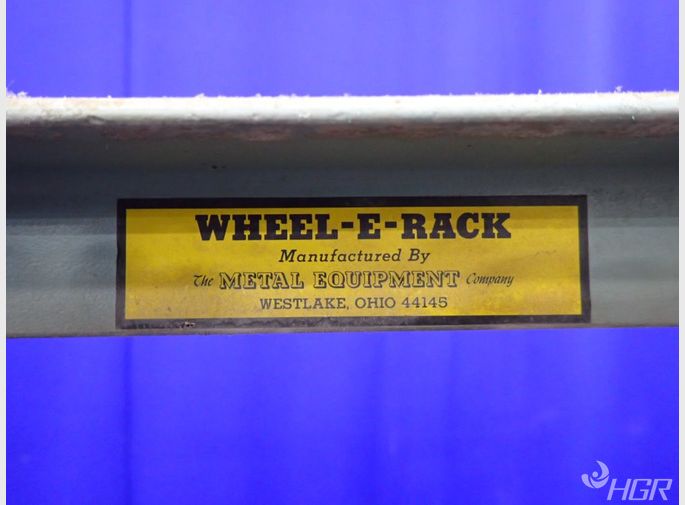 WHEEL-E-RACK
Manufactured By
The METAL EQUIPMENT Company
WESTLAKE, OHIO 44145
HGR